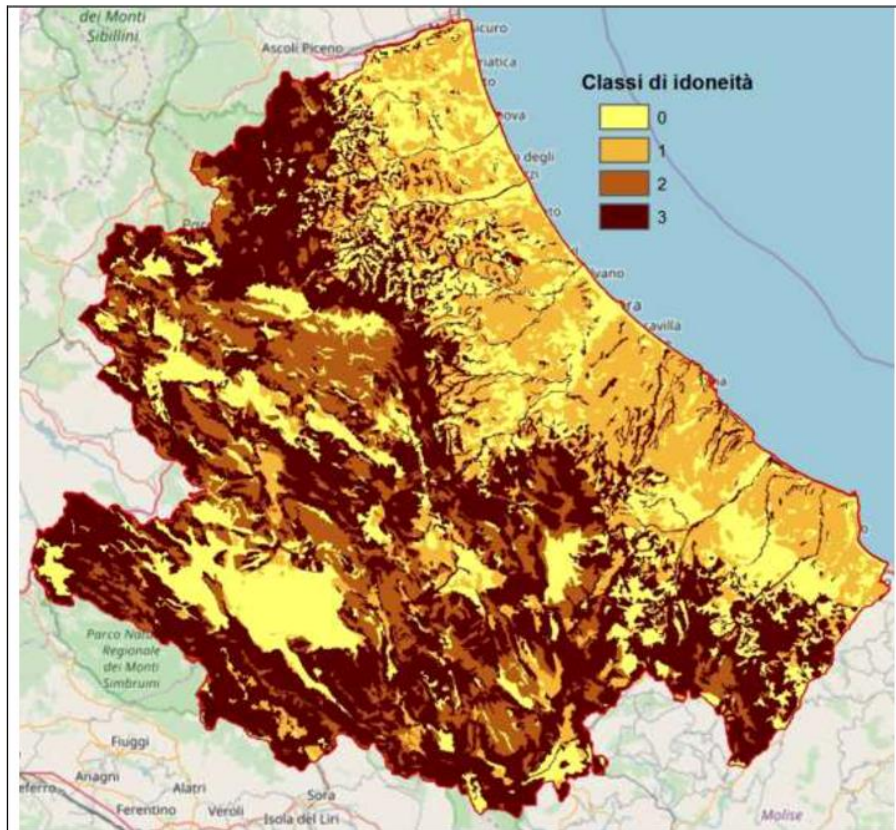 dei Monti
Sibillini
Ascoli Piceno
Classi di idoneità
0
1
2
3
Parco Natu
Regionale
dei Monti
Simbruini
Fiuggi
Anagni
Alatri
Ferentino
Veroli
Sora
Isola del Liri
Molise